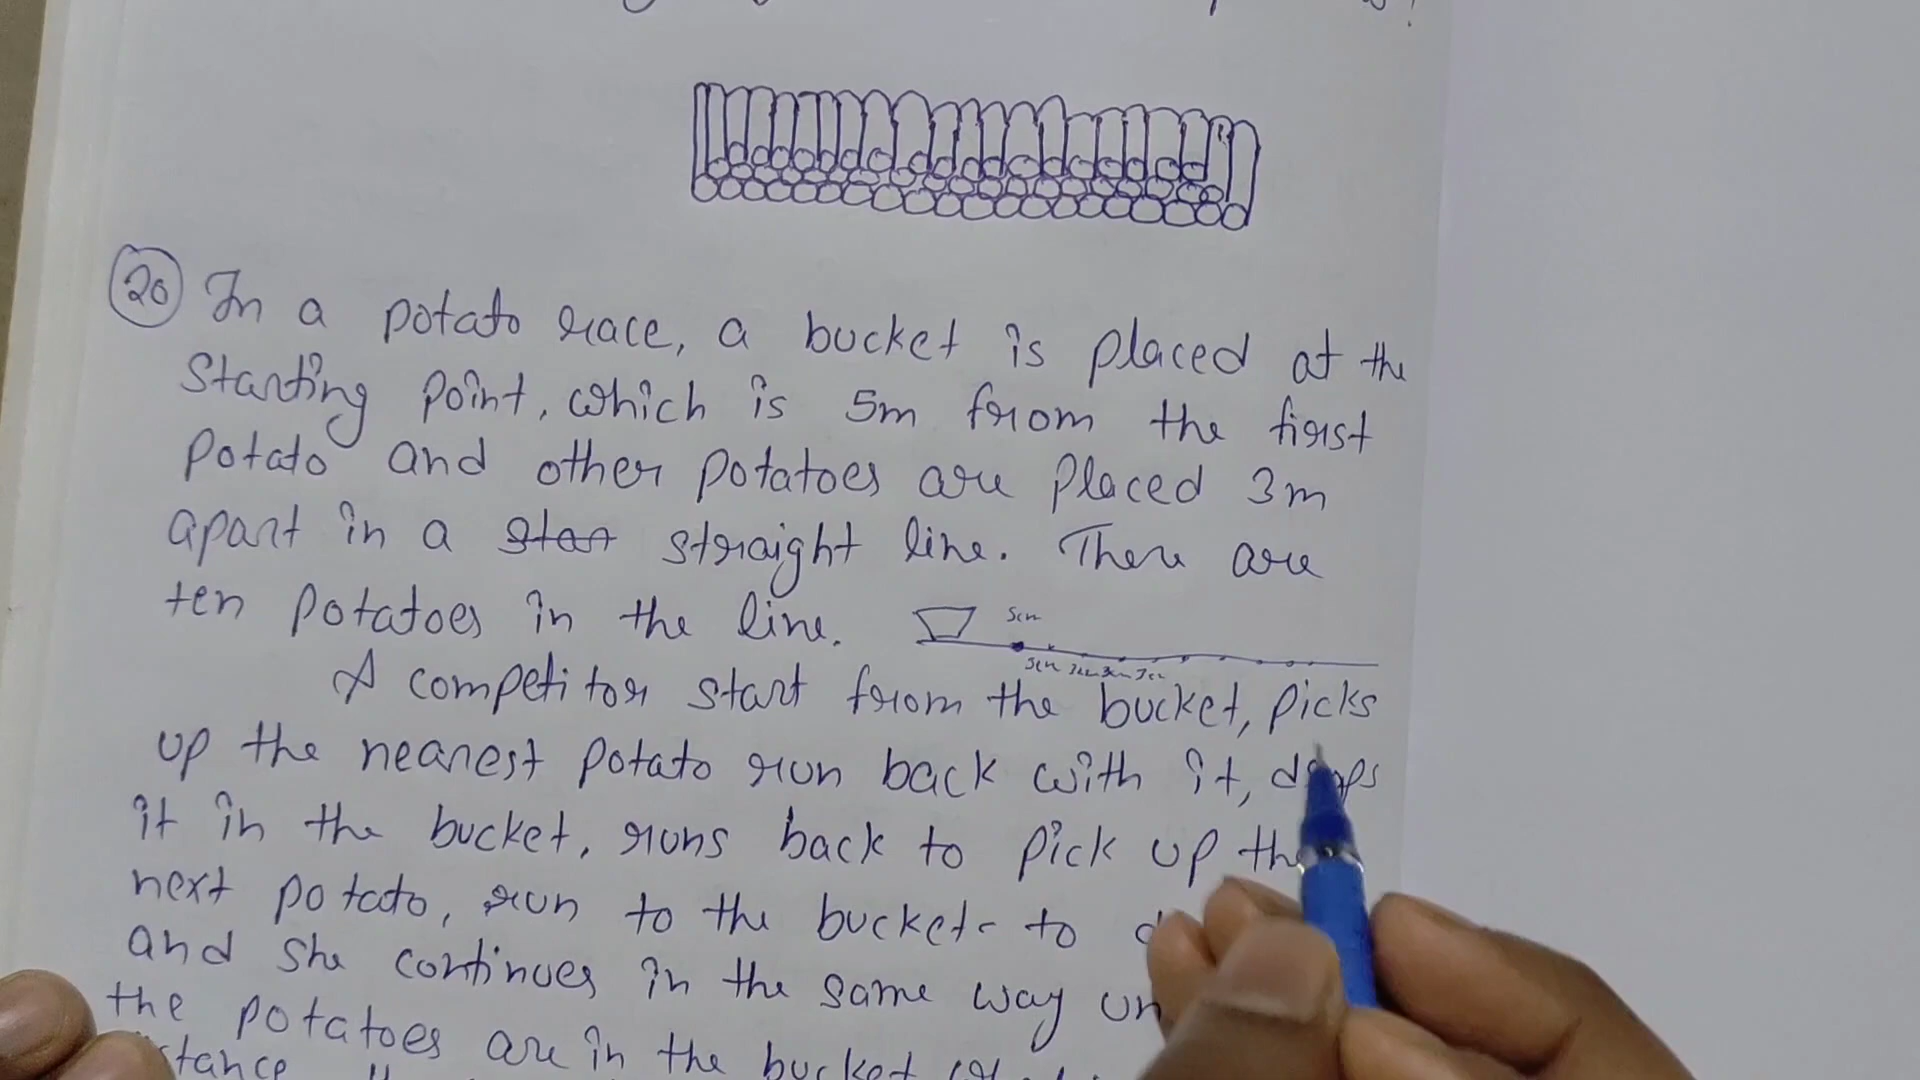 20 In a potato race, a bucket is placed at the
starting point, which is 5m from the first
potato and other potatoes are placed 3m
apart in a straight line. There are
ten potatoes in the line.
A competitor start from the bucket, picks
up the nearest potato run back with it, drops
it in the bucket, runs back to pick up the
next potato, run to the bucket to
and she continues in the same way
the potatoes are in the bucket